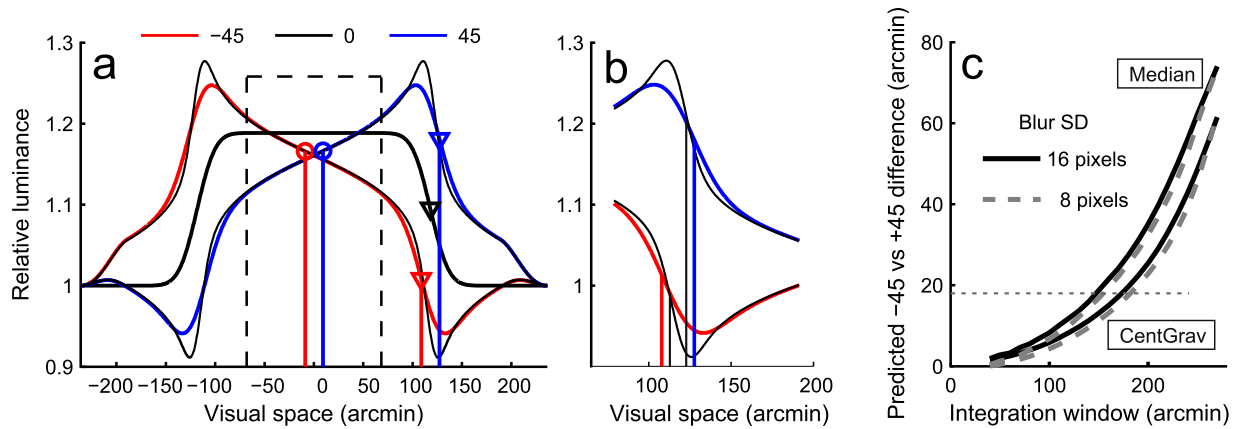 −45 0 45
a
1.3
1.2
1.1
1
0.9
Relative luminance
−200 −150 −100 −50 0 50 100 150 200
Visual space (arcmin)
b
1.3
1.2
1.1
1
0.9
100 150 200
Visual space (arcmin)
c
Predicted −45 vs +45 difference (arcmin)
80
60
40
20
0
Median
Blur SD
16 pixels
8 pixels
CentGrav
0 100 200
Integration window (arcmin)